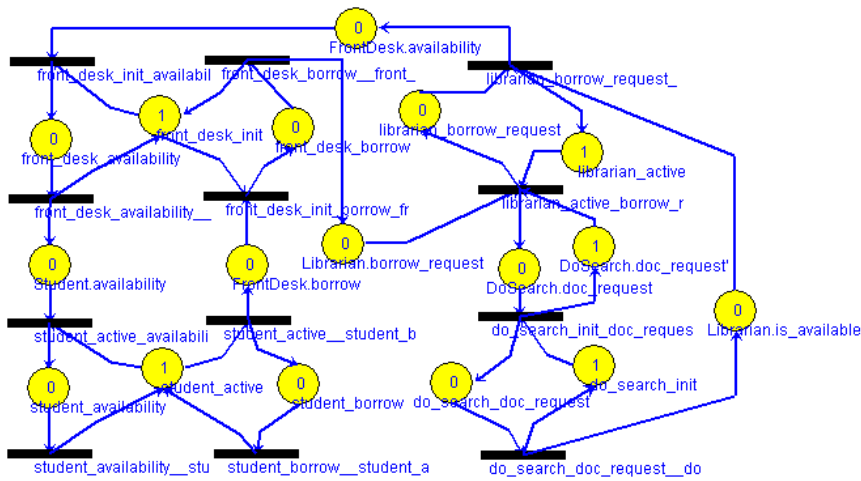 0
FrontDesk.availability
front_desk_init_availabil
front_desk_borrow__front_
librarian_borrow_request_
0
librarian_borrow_request
1
front_desk_init
0
front_desk_borrow
0
front_desk_availability
1
librarian_active
front_desk_availability__
front_desk_init_borrow_fr
librarian_active_borrow_r
0
Librarian.borrow_request
1
DoSearch.doc_request'
0
Student.availability
0
FrontDesk.borrow
0
DoSearch.doc_request
0
Librarian.is_available
student_active_availabili
student_active__student_b
do_search_init_doc_reques
1
student_active
1
do_search_init
0
student_availability
0
student_borrow
0
do_search_doc_request
student_availability__stu
student_borrow__student_a
do_search_doc_request__do